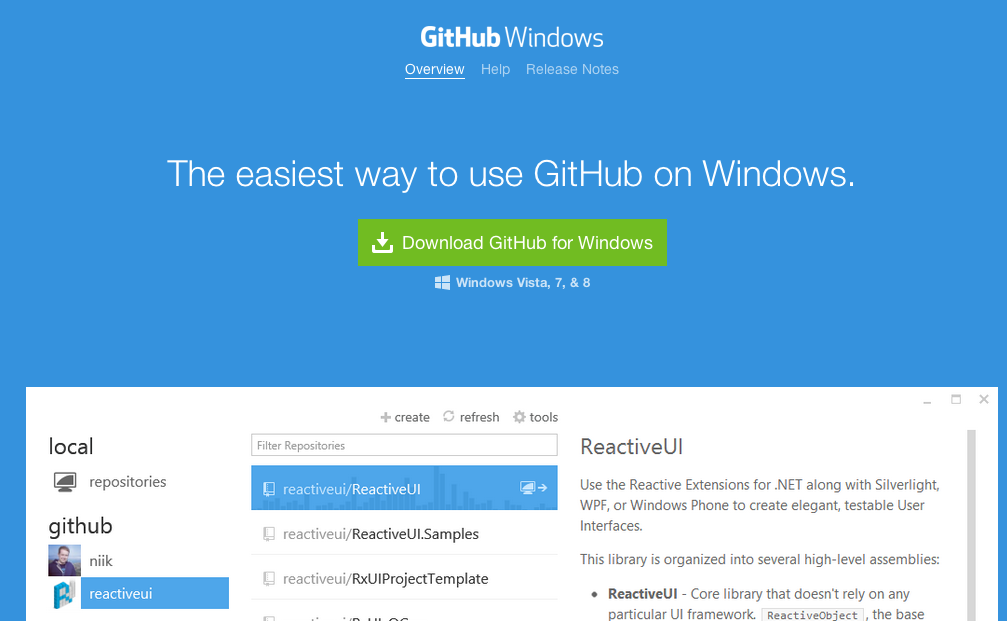 GitHub Windows
Overview Help Release Notes
The easiest way to use GitHub on Windows.
Download GitHub for Windows
Windows Vista, 7, & 8
create refresh tools
local
repositories
github
niik
reactiveui
Filter Repositories
reactiveui/ReactiveUI
reactiveui/ReactiveUI.Samples
reactiveui/RxUIProjectTemplate
ReactiveUI
Use the Reactive Extensions for .NET along with Silverlight,
WPF, or Windows Phone to create elegant, testable User
Interfaces.
This library is organized into several high-level assemblies:
• ReactiveUI - Core library that doesn't rely on any
particular UI framework. ReactiveObject, the base